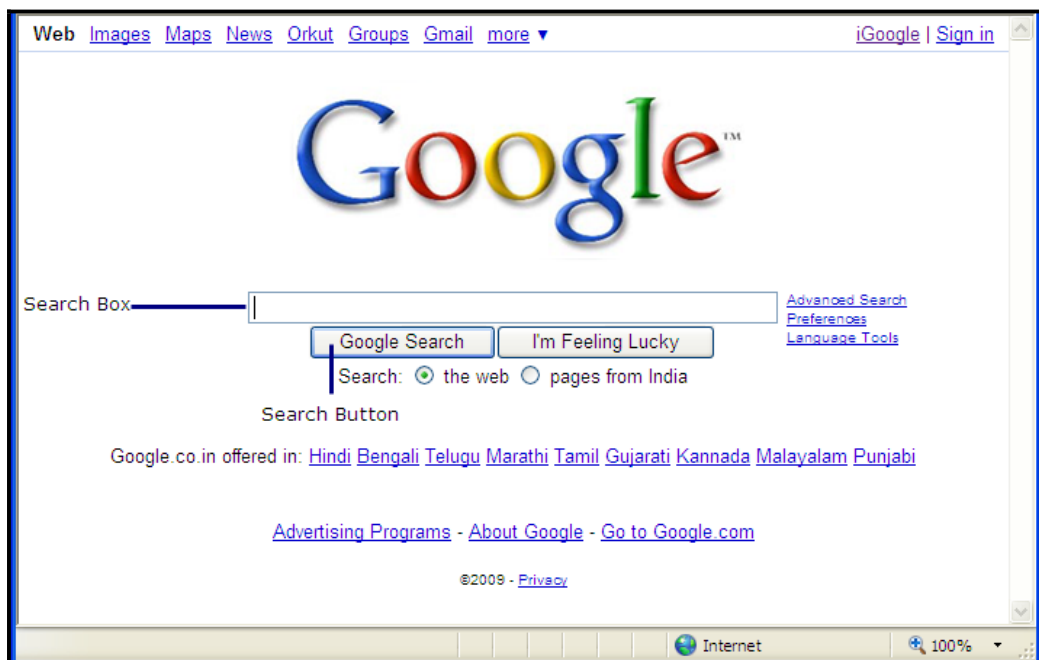 Web Images Maps News Orkut Groups Gmail more ▼ iGoogle | Sign in
Google™
Search Box
Advanced Search
Preferences
Language Tools
Google Search I'm Feeling Lucky
Search: the web pages from India
Search Button
Google.co.in offered in: Hindi Bengali Telugu Marathi Tamil Gujarati Kannada Malayalam Punjabi
Advertising Programs - About Google - Go to Google.com
©2009 - Privacy
Internet 100%